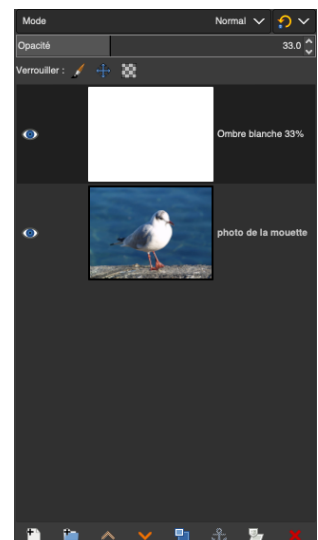 Mode Normal
Opacité 33.0
Verrouiller :
Ombre blanche 33%
photo de la mouette